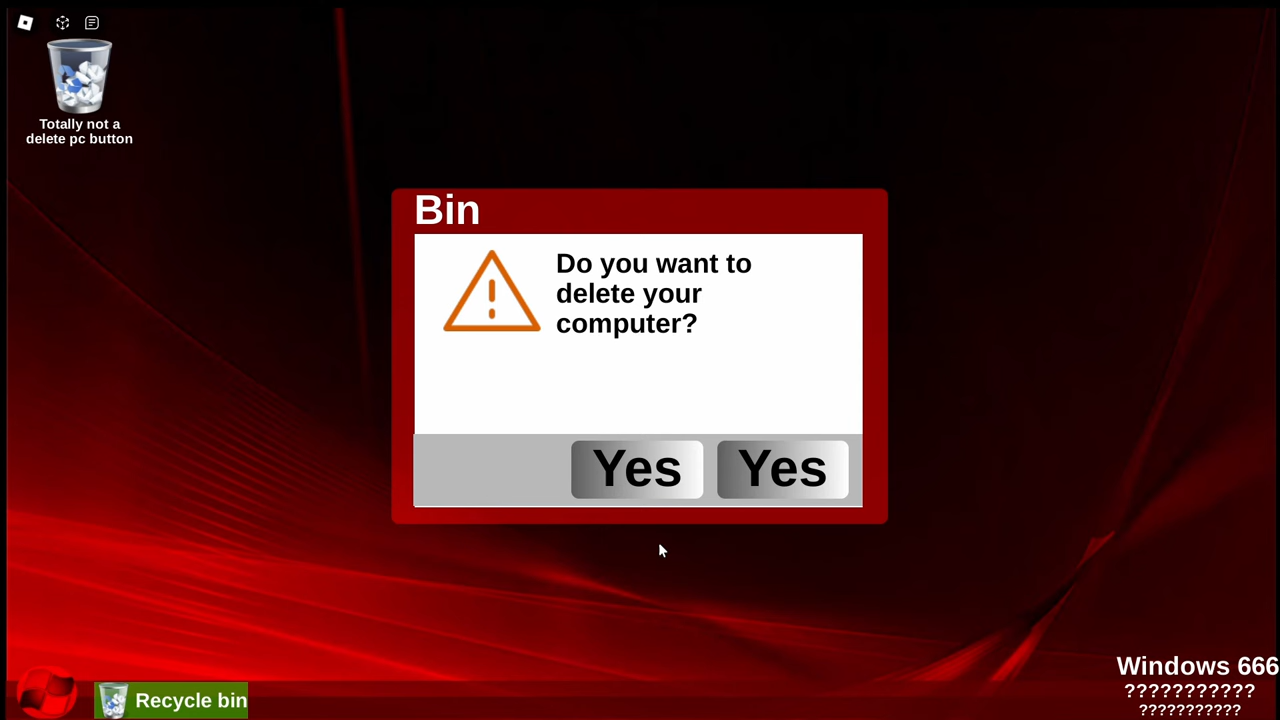 Totally not a
delete pc button
Bin
Do you want to
delete your
computer?
Yes Yes
Recycle bin
Windows 666
???????????
???????????